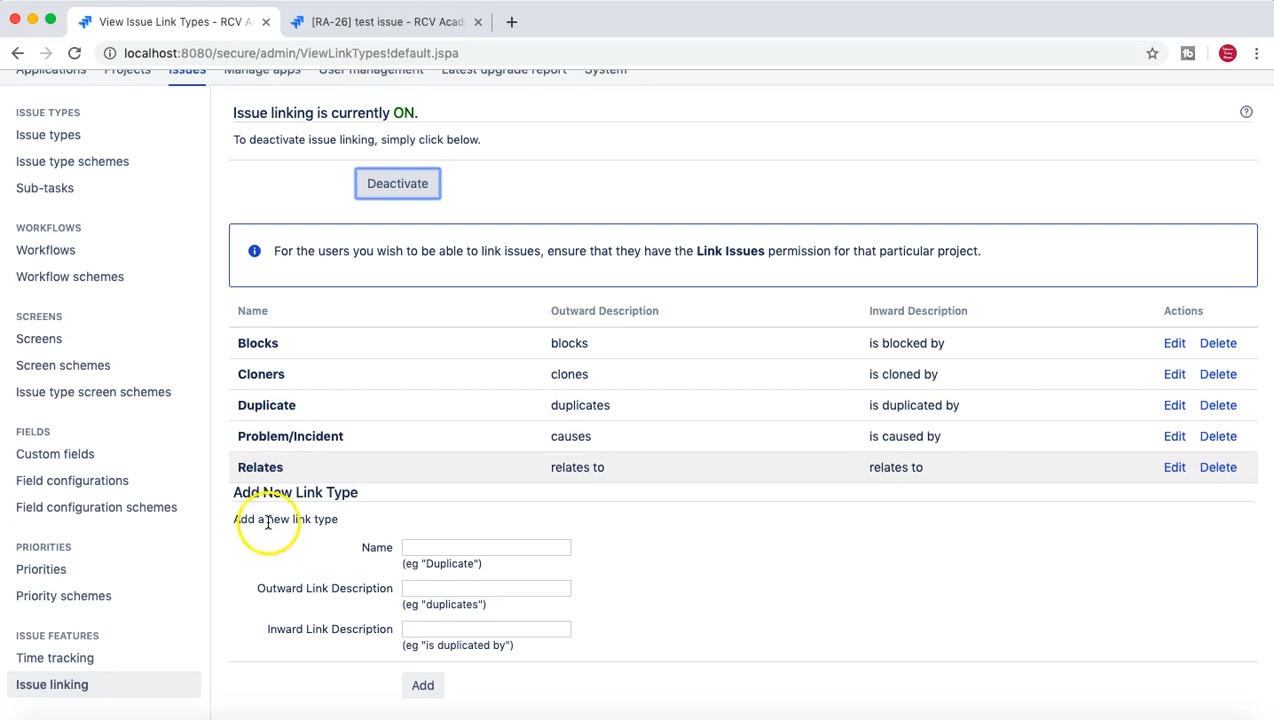 View Issue Link Types - RCV A
[RA-26] test issue - RCV Acad
localhost:8080/secure/admin/ViewLinkTypes!default.jspa
Applications Projects Issues Manage apps User management Latest upgrade report System
ISSUE TYPES
Issue types
Issue type schemes
Sub-tasks
WORKFLOWS
Workflows
Workflow schemes
SCREENS
Screens
Screen schemes
Issue type screen schemes
FIELDS
Custom fields
Field configurations
Field configuration schemes
PRIORITIES
Priorities
Priority schemes
ISSUE FEATURES
Time tracking
Issue linking
Issue linking is currently ON.
To deactivate issue linking, simply click below.
Deactivate
For the users you wish to be able to link issues, ensure that they have the Link Issues permission for that particular project.
Name Outward Description Inward Description Actions
Blocks blocks is blocked by Edit Delete
Cloners clones is cloned by Edit Delete
Duplicate duplicates is duplicated by Edit Delete
Problem/Incident causes is caused by Edit Delete
Relates relates to relates to Edit Delete
Add New Link Type
Add a new link type
Name
(eg "Duplicate")
Outward Link Description
(eg "duplicates")
Inward Link Description
(eg "is duplicated by")
Add